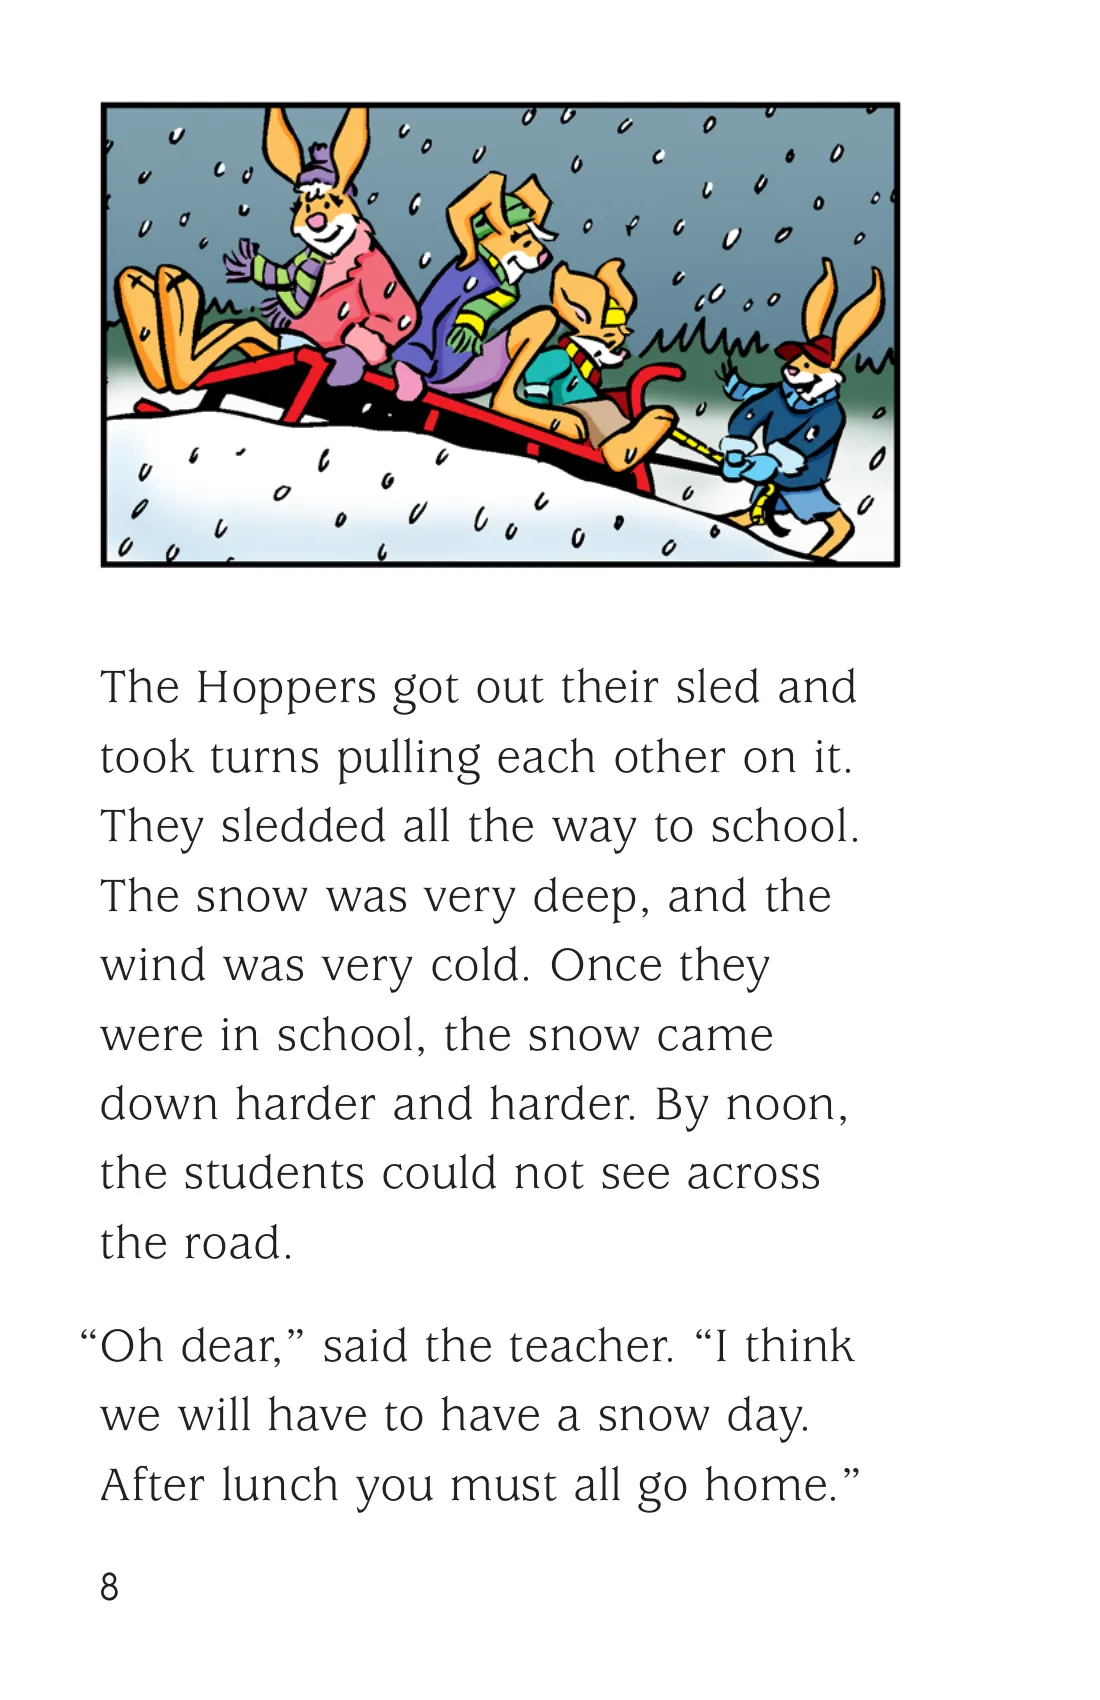 The Hoppers got out their sled and
took turns pulling each other on it.
They sledded all the way to school.
The snow was very deep, and the
wind was very cold. Once they
were in school, the snow came
down harder and harder. By noon,
the students could not see across
the road.
“Oh dear,” said the teacher. “I think
we will have to have a snow day.
After lunch you must all go home.”
8